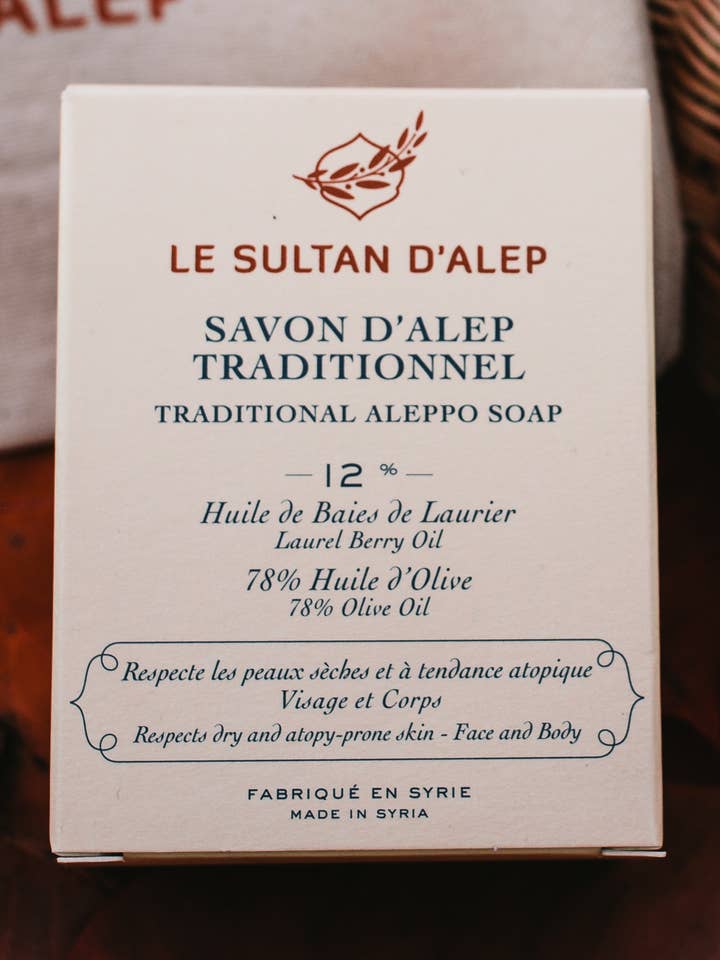 ALEP
LE SULTAN D'ALEP
SAVON D'ALEP
TRADITIONNEL
TRADITIONAL ALEPPO SOAP
— 12 % —
Huile de Baies de Laurier
Laurel Berry Oil
78% Huile d'Olive
78% Olive Oil
Respecte les peaux sèches et à tendance atopique
Visage et Corps
Respects dry and atopy-prone skin - Face and Body
FABRIQUÉ EN SYRIE
MADE IN SYRIA